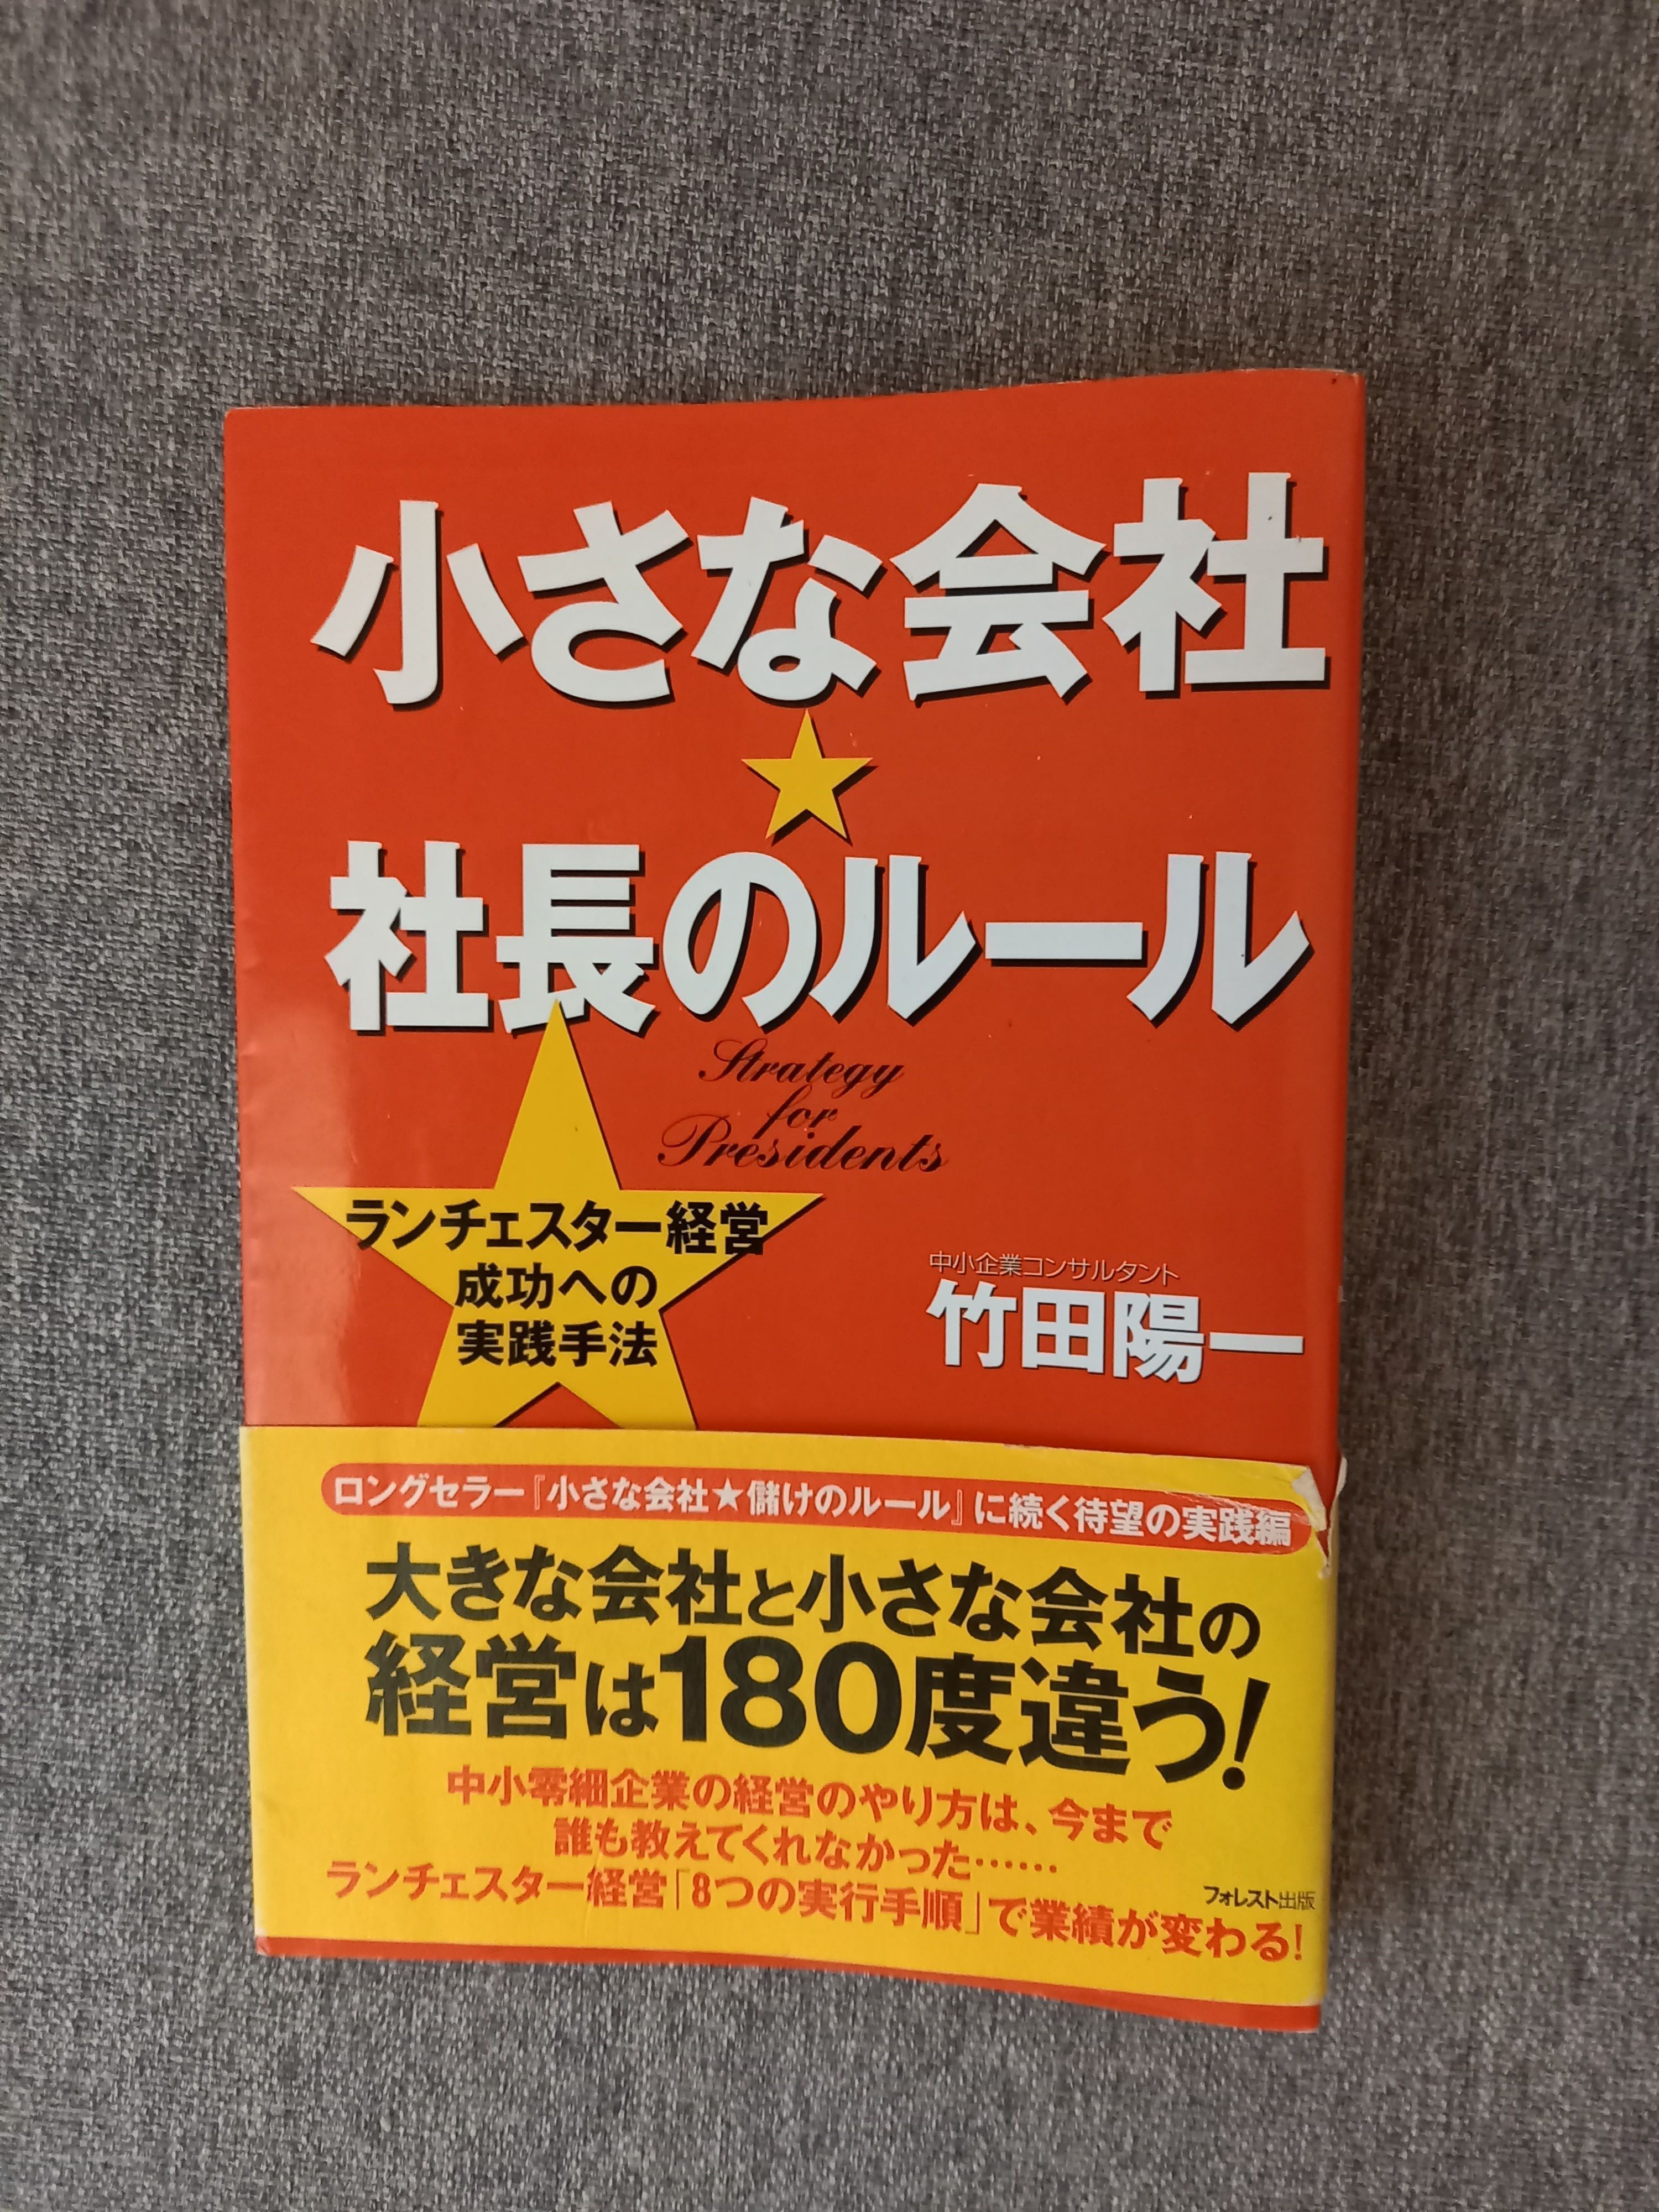 小さな会社
★
社長のルール
Strategy
for
Presidents
ランチェスター経営
成功への
実践手法
中小企業コンサルタント
竹田陽一
ロングセラー『小さな会社★儲けのルール』に続く待望の実践編
大きな会社と小さな会社の
経営は180度違う!
中小零細企業の経営のやり方は、今まで
誰も教えてくれなかった……
ランチェスター経営「8つの実行手順」で業績が変わる!
フォレスト出版